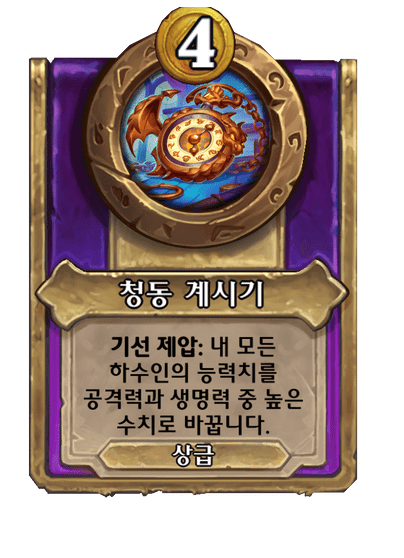 4
청동 계시기
기선 제압: 내 모든
하수인의 능력치를
공격력과 생명력 중 높은
수치로 바꿉니다.
상급